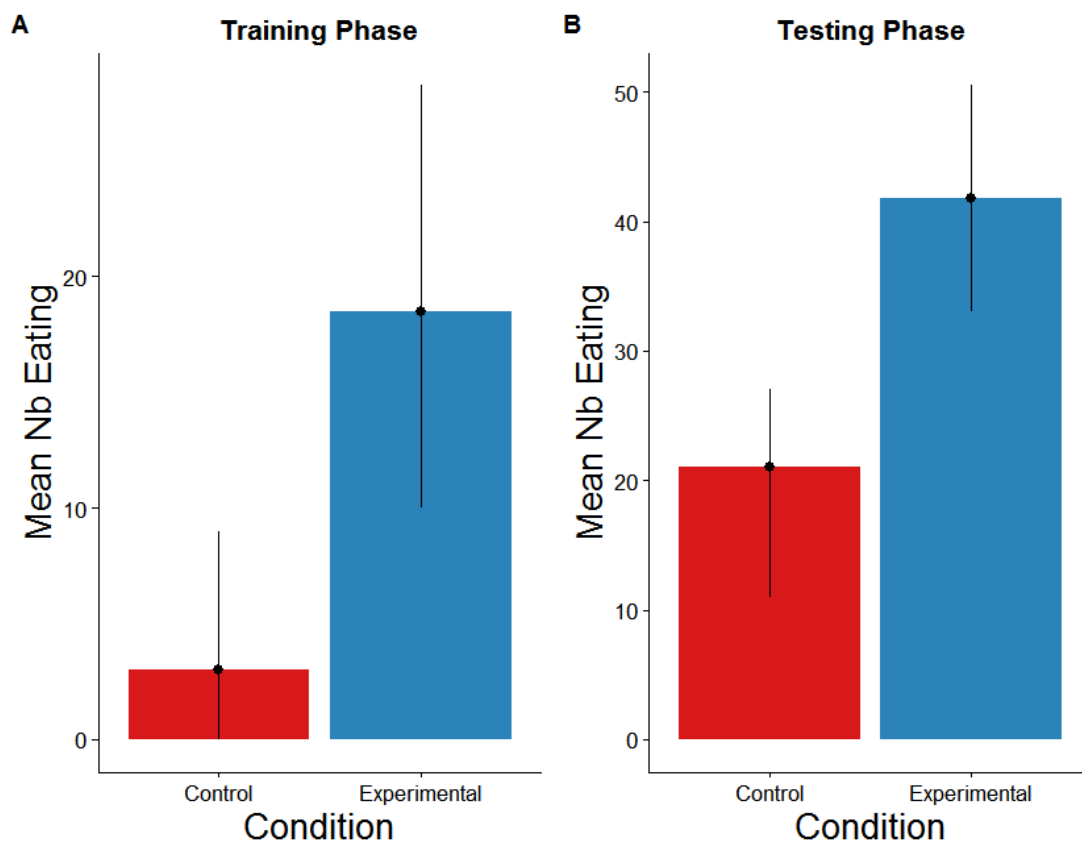 A
Training Phase
Mean Nb Eating
20
10
0
Control
Experimental
Condition
B
Testing Phase
Mean Nb Eating
50
40
30
20
10
0
Control
Experimental
Condition